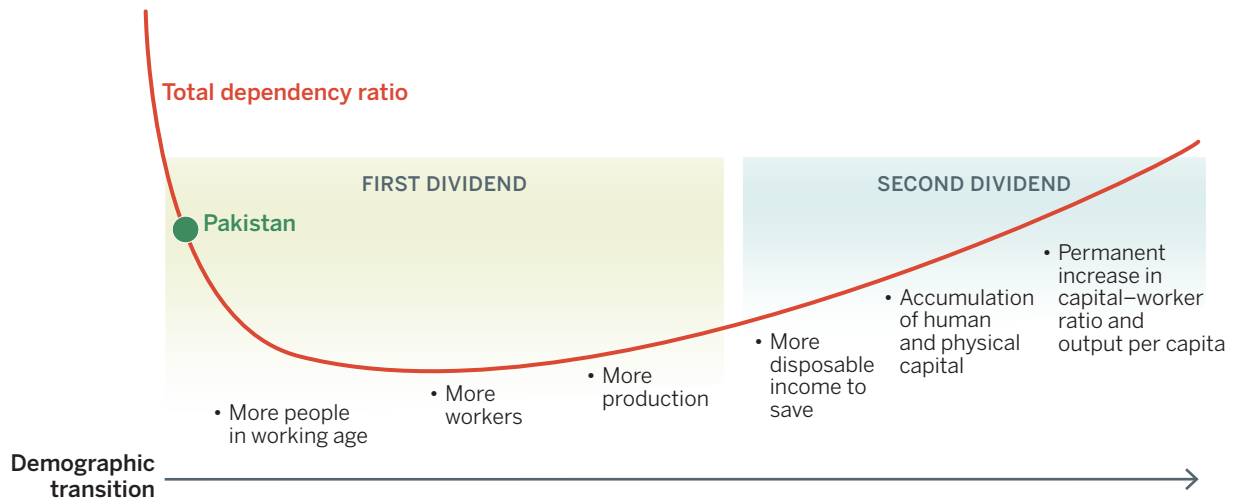 Total dependency ratio
FIRST DIVIDEND
SECOND DIVIDEND
Pakistan
• More people
in working age
• More
workers
• More
production
• More
disposable
income to
save
• Accumulation
of human
and physical
capital
• Permanent
increase in
capital–worker
ratio and
output per capita
Demographic
transition